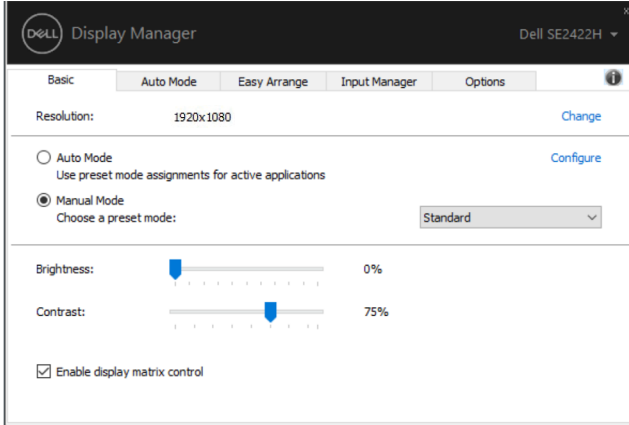 DELL Display Manager Dell SE2422H
Basic Auto Mode Easy Arrange Input Manager Options
Resolution: 1920x1080 Change
Auto Mode Configure
Use preset mode assignments for active applications
Manual Mode
Choose a preset mode: Standard
Brightness: 0%
Contrast: 75%
Enable display matrix control